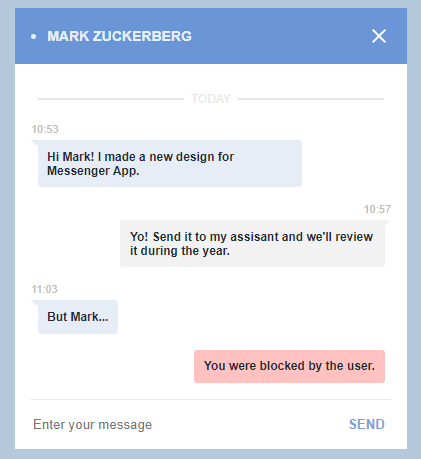 MARK ZUCKERBERG
TODAY
10:53
Hi Mark! I made a new design for
Messenger App.
10:57
Yo! Send it to my assisant and we'll review
it during the year.
11:03
But Mark...
You were blocked by the user.
Enter your message
SEND